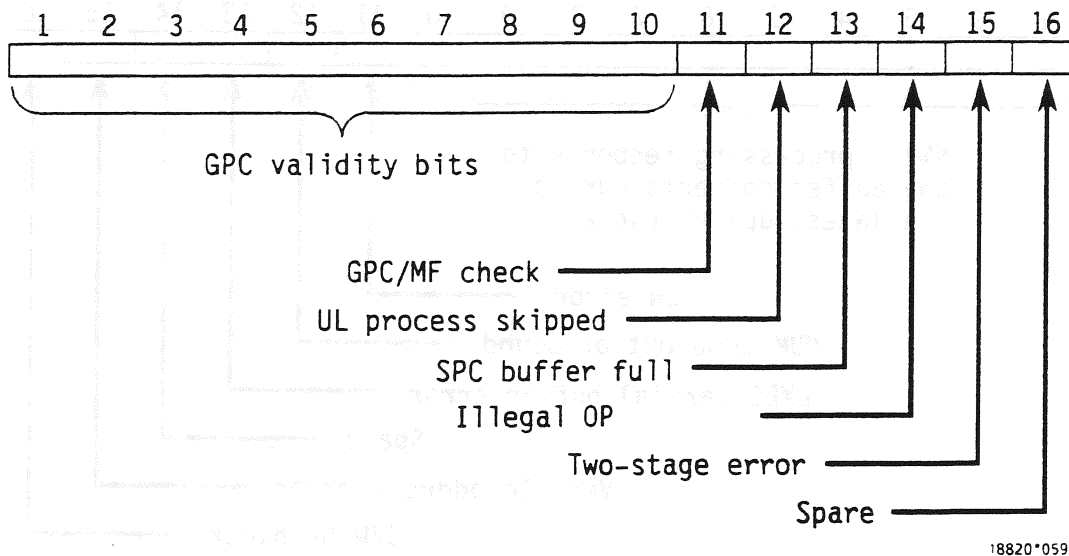 1 2 3 4 5 6 7 8 9 10 11 12 13 14 15 16
GPC validity bits
GPC/MF check
UL process skipped
SPC buffer full
Illegal OP
Two-stage error
Spare
18820*059